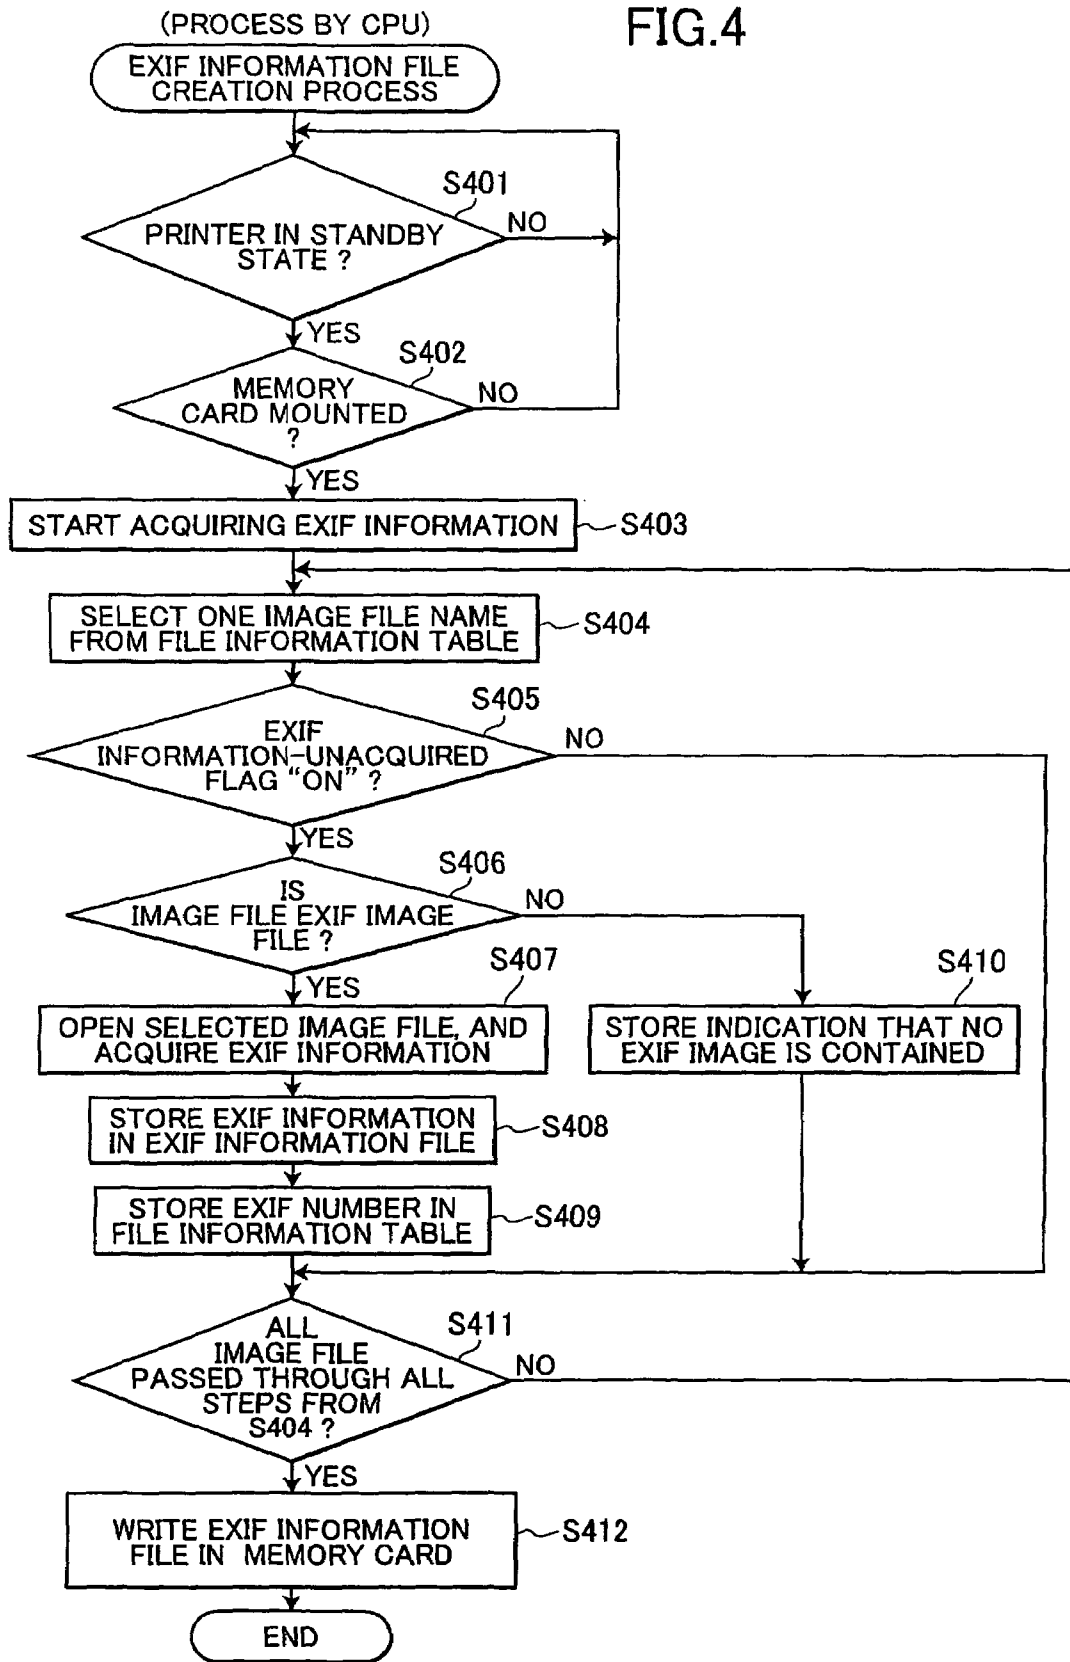 FIG.4
(PROCESS BY CPU)
EXIF INFORMATION FILE
CREATION PROCESS
S401
PRINTER IN STANDBY
STATE ?
NO
YES
S402
MEMORY
CARD MOUNTED
?
NO
YES
START ACQUIRING EXIF INFORMATION
S403
SELECT ONE IMAGE FILE NAME
FROM FILE INFORMATION TABLE
S404
S405
EXIF
INFORMATION-UNACQUIRED
FLAG “ON” ?
NO
YES
S406
IS
IMAGE FILE EXIF IMAGE
FILE ?
NO
YES
S407
OPEN SELECTED IMAGE FILE, AND
ACQUIRE EXIF INFORMATION
S410
STORE INDICATION THAT NO
EXIF IMAGE IS CONTAINED
STORE EXIF INFORMATION
IN EXIF INFORMATION FILE
S408
STORE EXIF NUMBER IN
FILE INFORMATION TABLE
S409
S411
ALL
IMAGE FILE
PASSED THROUGH ALL
STEPS FROM
S404 ?
NO
YES
WRITE EXIF INFORMATION
FILE IN MEMORY CARD
S412
END